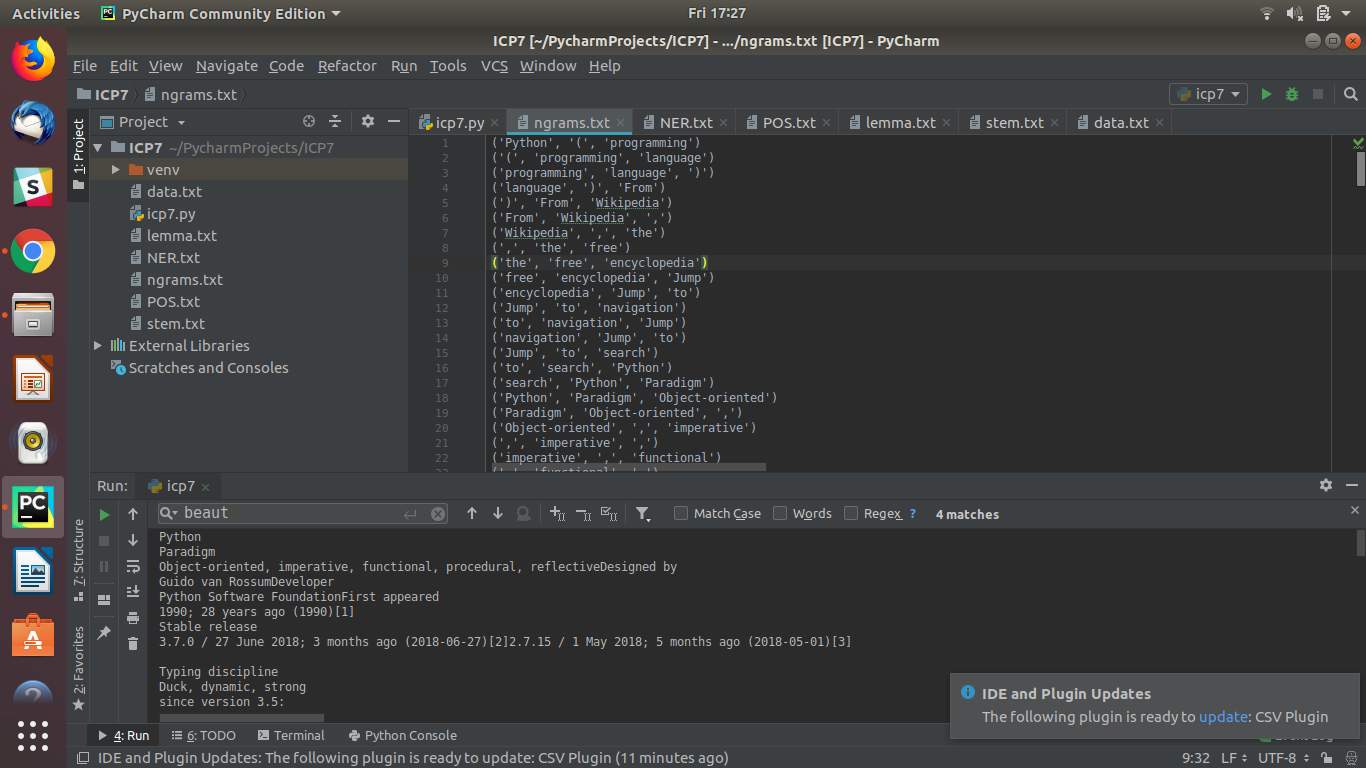 Activities PyCharm Community Edition Fri 17:27
ICP7 [~/PycharmProjects/ICP7] - .../ngrams.txt [ICP7] - PyCharm
File Edit View Navigate Code Refactor Run Tools VCS Window Help
ICP7 ngrams.txt icp7
Project icp7.py ngrams.txt NER.txt POS.txt lemma.txt stem.txt data.txt
1: Project
ICP7 ~/PycharmProjects/ICP7
venv
data.txt
icp7.py
lemma.txt
NER.txt
ngrams.txt
POS.txt
stem.txt
External Libraries
Scratches and Consoles
1 ('Python', '(', 'programming')
2 ('(', 'programming', 'language')
3 ('programming', 'language', ')')
4 ('language', ')', 'From')
5 (')', 'From', 'Wikipedia')
6 ('From', 'Wikipedia', ',')
7 ('Wikipedia', ',', 'the')
8 (',', 'the', 'free')
9 ('the', 'free', 'encyclopedia')
10 ('free', 'encyclopedia', 'Jump')
11 ('encyclopedia', 'Jump', 'to')
12 ('Jump', 'to', 'navigation')
13 ('to', 'navigation', 'Jump')
14 ('navigation', 'Jump', 'to')
15 ('Jump', 'to', 'search')
16 ('to', 'search', 'Python')
17 ('search', 'Python', 'Paradigm')
18 ('Python', 'Paradigm', 'Object-oriented')
19 ('Paradigm', 'Object-oriented', ',')
20 ('Object-oriented', ',', 'imperative')
21 (',', 'imperative', ',')
22 ('imperative', ',', 'functional')
Run: icp7
beaut Match Case Words Regex ? 4 matches
7: Structure
2: Favorites
Python
Paradigm
Object-oriented, imperative, functional, procedural, reflectiveDesigned by
Guido van RossumDeveloper
Python Software FoundationFirst appeared
1990; 28 years ago (1990)[1]
Stable release
3.7.0 / 27 June 2018; 3 months ago (2018-06-27)[2]2.7.15 / 1 May 2018; 5 months ago (2018-05-01)[3]
Typing discipline
Duck, dynamic, strong
since version 3.5:
IDE and Plugin Updates
The following plugin is ready to update: CSV Plugin
4: Run 6: TODO Terminal Python Console
IDE and Plugin Updates: The following plugin is ready to update: CSV Plugin (11 minutes ago) 9:32 LF UTF-8